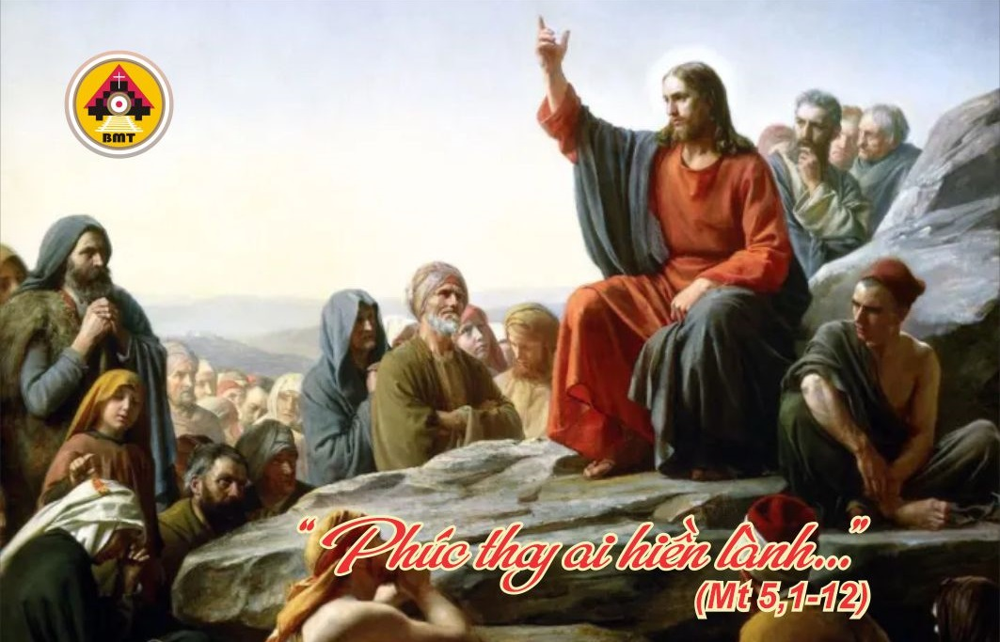 BMT
“Phúc thay ai hiền lành...”
(Mt 5,1-12)